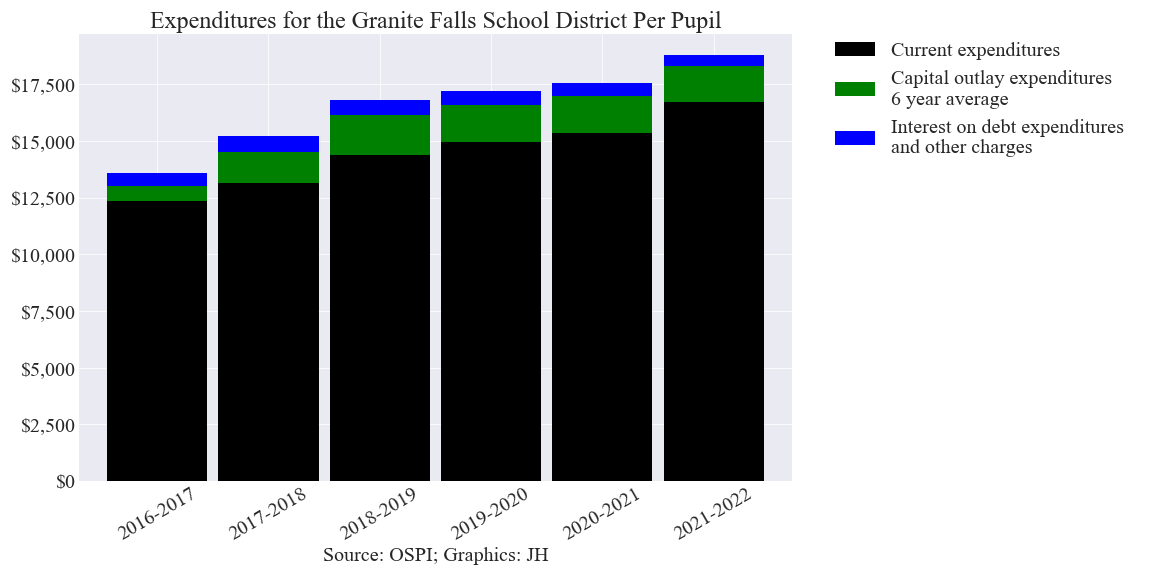 Expenditures for the Granite Falls School District Per Pupil
Current expenditures
Capital outlay expenditures
6 year average
Interest on debt expenditures
and other charges
$17,500
$15,000
$12,500
$10,000
$7,500
$5,000
$2,500
$0
2016-2017
2017-2018
2018-2019
2019-2020
2020-2021
2021-2022
Source: OSPI; Graphics: JH